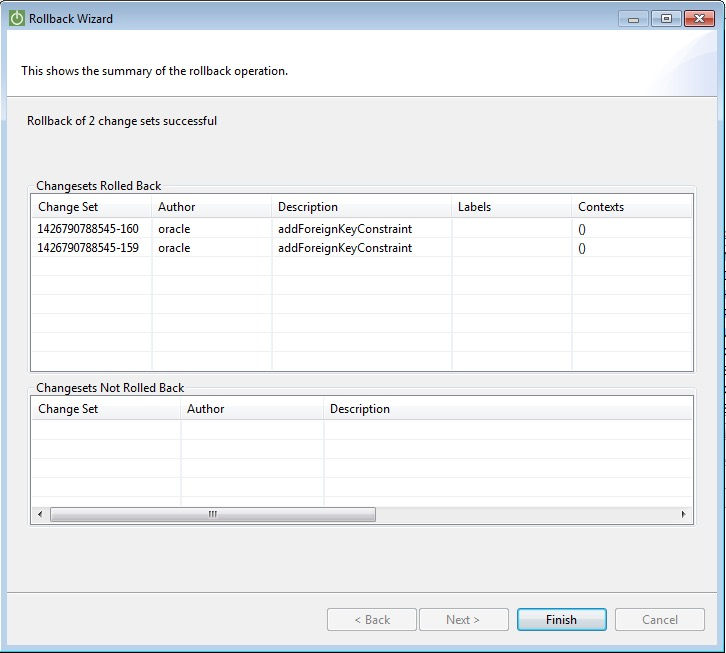 Rollback Wizard
This shows the summary of the rollback operation.
Rollback of 2 change sets successful
Changesets Rolled Back
Change Set Author Description Labels Contexts
1426790788545-160 oracle addForeignKeyConstraint ()
1426790788545-159 oracle addForeignKeyConstraint ()
Changesets Not Rolled Back
Change Set Author Description
< Back Next > Finish Cancel